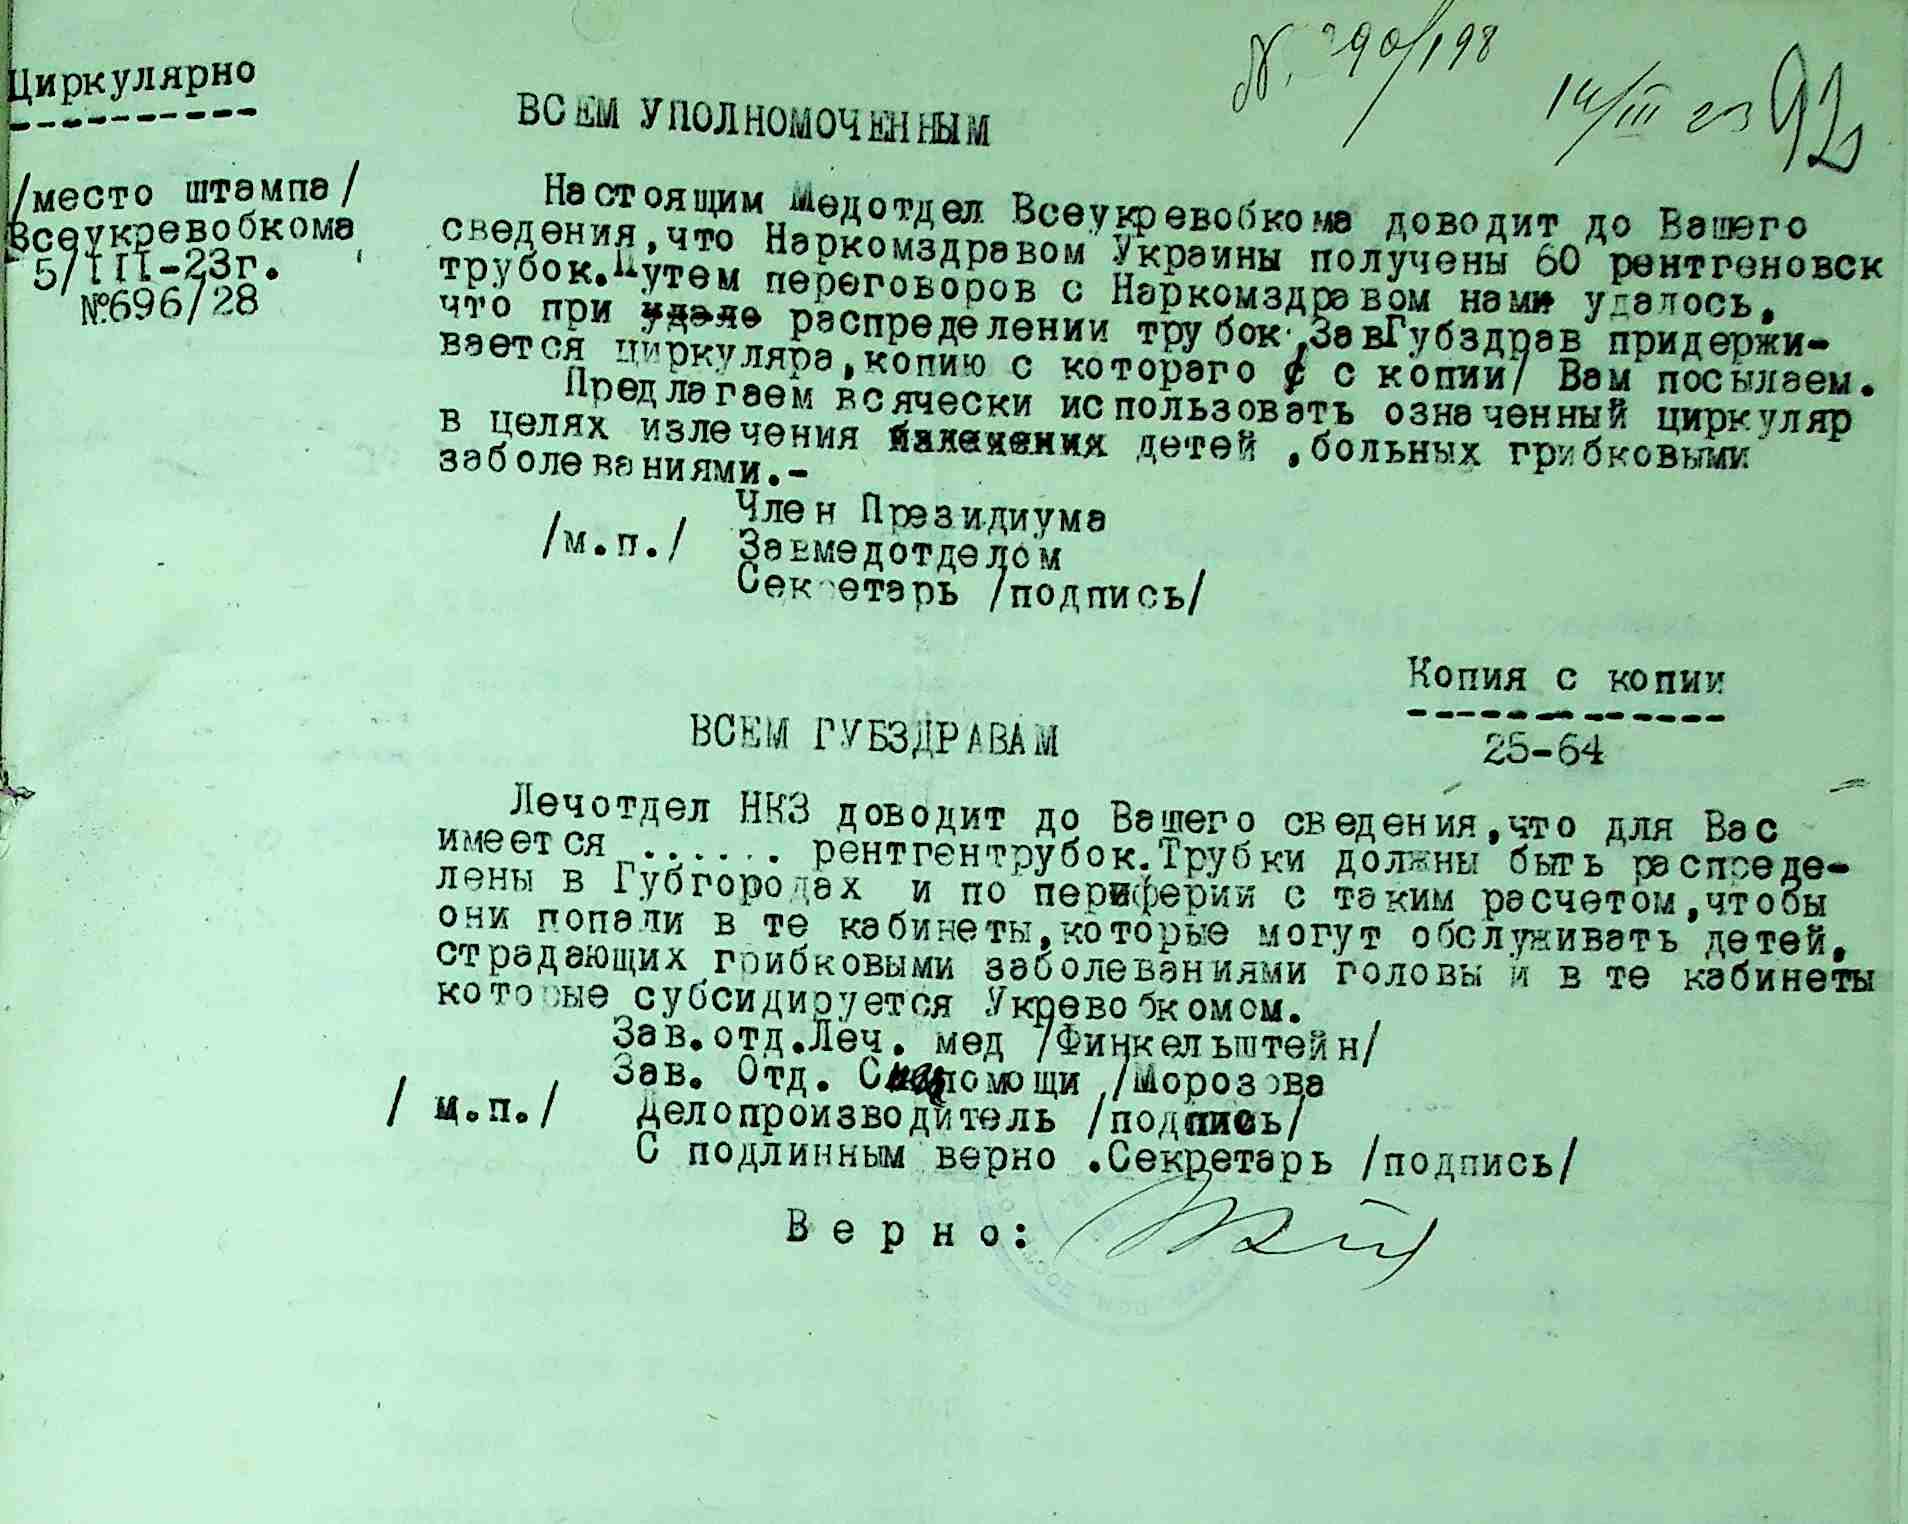 Циркулярно
/место штампа/
Всеукревобкома
5/III-23г.
№696/28
14/III 23 92
ВСЕМ УПОЛНОМОЧЕННЫМ
Настоящим Медотдел Всеукревобкома доводит до Вашего
сведения,что Наркомздравом Украины получены 60 рентгеновск
трубок.Путем переговоров с Наркомздравом нами удалось,
что при удало распределении трубок,ЗавГубздрав придержи-
вается циркуляра,копию с котораго / с копии/ Вам посылаем.
Предлагаем всячески использовать означенный циркуляр
в целях излечения излечения детей ,больных грибковыми
заболеваниями.-
Член Президиума
/м.п./ Завмедотделом
Секретарь /подпись/
Копия с копии
25-64
ВСЕМ ГУБЗДРАВАМ
Лечотдел НКЗ доводит до Вашего сведения,что для Вас
имеется ...... рентгентрубок.Трубки должны быть распреде-
лены в Губгородах и по периферии с таким расчетом,чтобы
они попали в те кабинеты,которые могут обслуживать детей,
страдающих грибковыми заболеваниями головы и в те кабинеты
которые субсидируется Укревобкомом.
Зав.отд.Леч. мед /Финкельштейн/
Зав. Отд. помощи /Морозова
/ м.п./ Делопроизводитель /подпись/
С подлинным верно .Секретарь /подпись/
Верно: